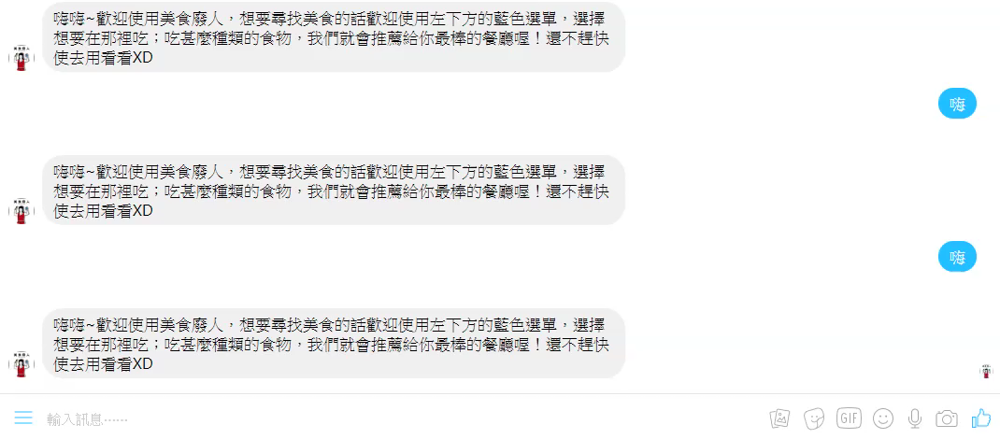 嗨嗨~歡迎使用美食廢人，想要尋找美食的話歡迎使用左下方的藍色選單，選擇
想要在那裡吃；吃甚麼種類的食物，我們就會推薦給你最棒的餐廳喔！還不趕快
使去用看看XD
嗨
嗨嗨~歡迎使用美食廢人，想要尋找美食的話歡迎使用左下方的藍色選單，選擇
想要在那裡吃；吃甚麼種類的食物，我們就會推薦給你最棒的餐廳喔！還不趕快
使去用看看XD
嗨
嗨嗨~歡迎使用美食廢人，想要尋找美食的話歡迎使用左下方的藍色選單，選擇
想要在那裡吃；吃甚麼種類的食物，我們就會推薦給你最棒的餐廳喔！還不趕快
使去用看看XD
輸入訊息⋯⋯
GIF